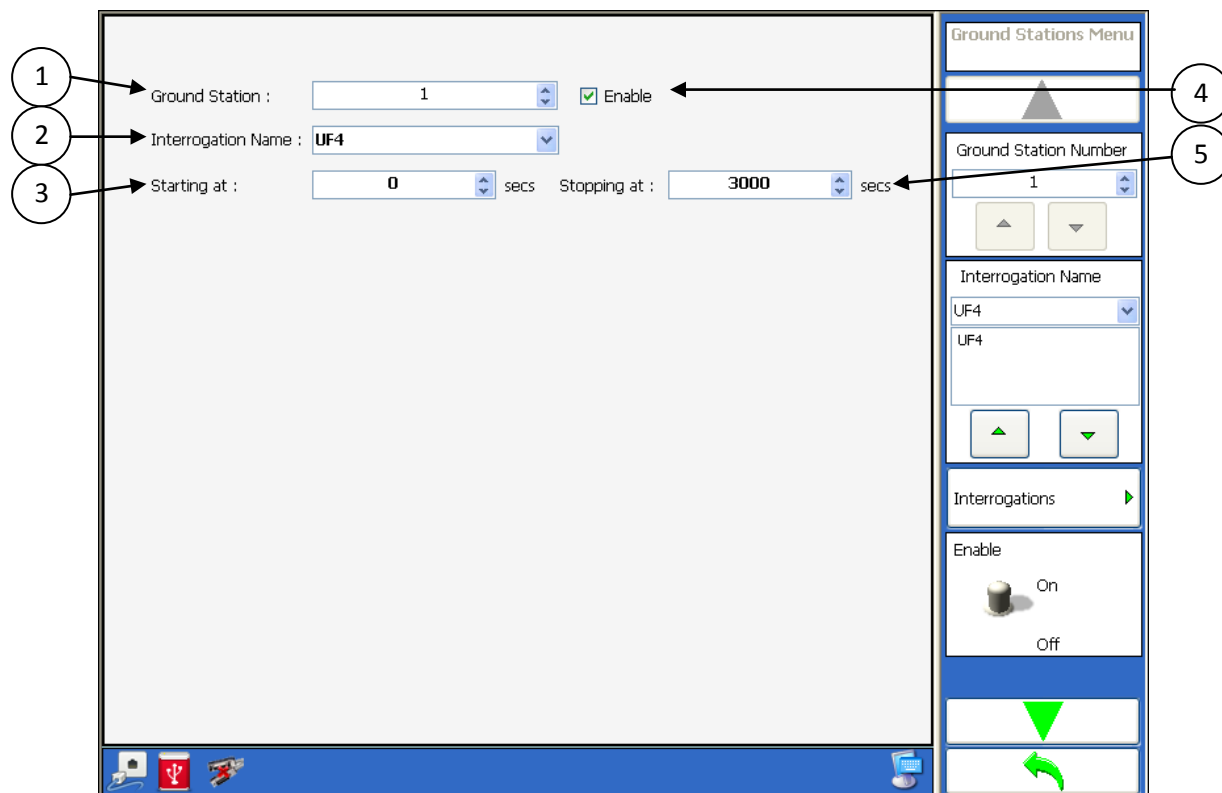 Ground Stations Menu
1
Ground Station :
1
Enable
4
2
Interrogation Name :
UF4
Ground Station Number
5
3
Starting at :
0
secs
Stopping at :
3000
secs
1
Interrogation Name
UF4
UF4
Interrogations
Enable
On
Off